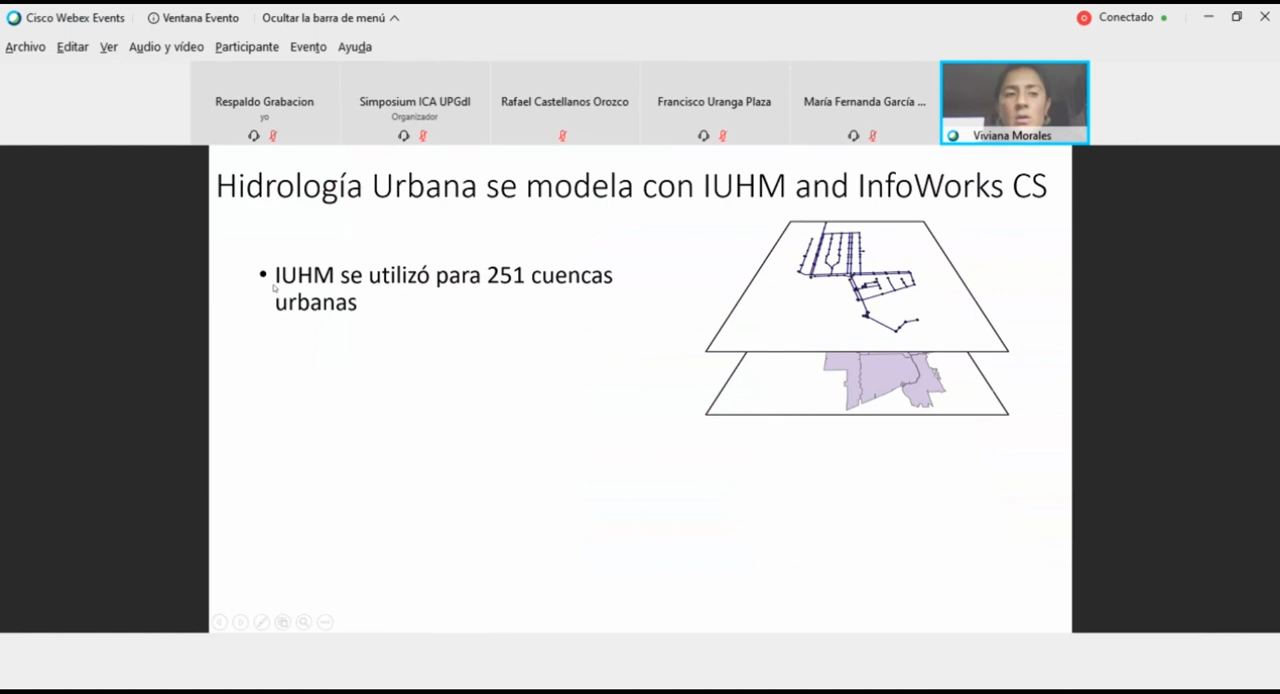 Cisco Webex Events
Ventana Evento
Ocultar la barra de menú
Conectado
Archivo Editar Ver Audio y vídeo Participante Evento Ayuda
Respaldo Grabacion
yo
Simposium ICA UPGdl
Organizador
Rafael Castellanos Orozco
Francisco Uranga Plaza
María Fernanda García ...
Viviana Morales
Hidrología Urbana se modela con IUHM and InfoWorks CS
• IUHM se utilizó para 251 cuencas
urbanas